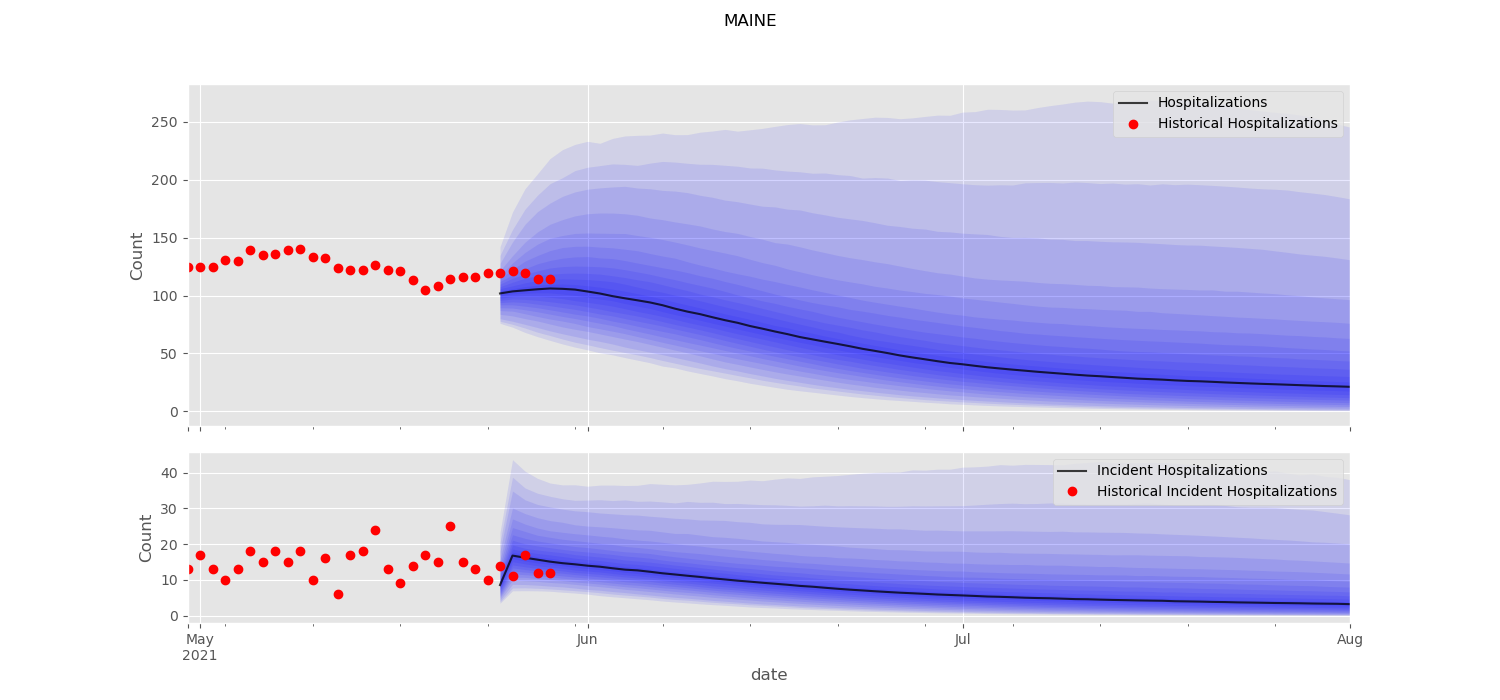 MAINE
Hospitalizations
Historical Hospitalizations
Count
250
200
150
100
50
0
Incident Hospitalizations
Historical Incident Hospitalizations
Count
40
30
20
10
0
May Jun Jul Aug
2021
date